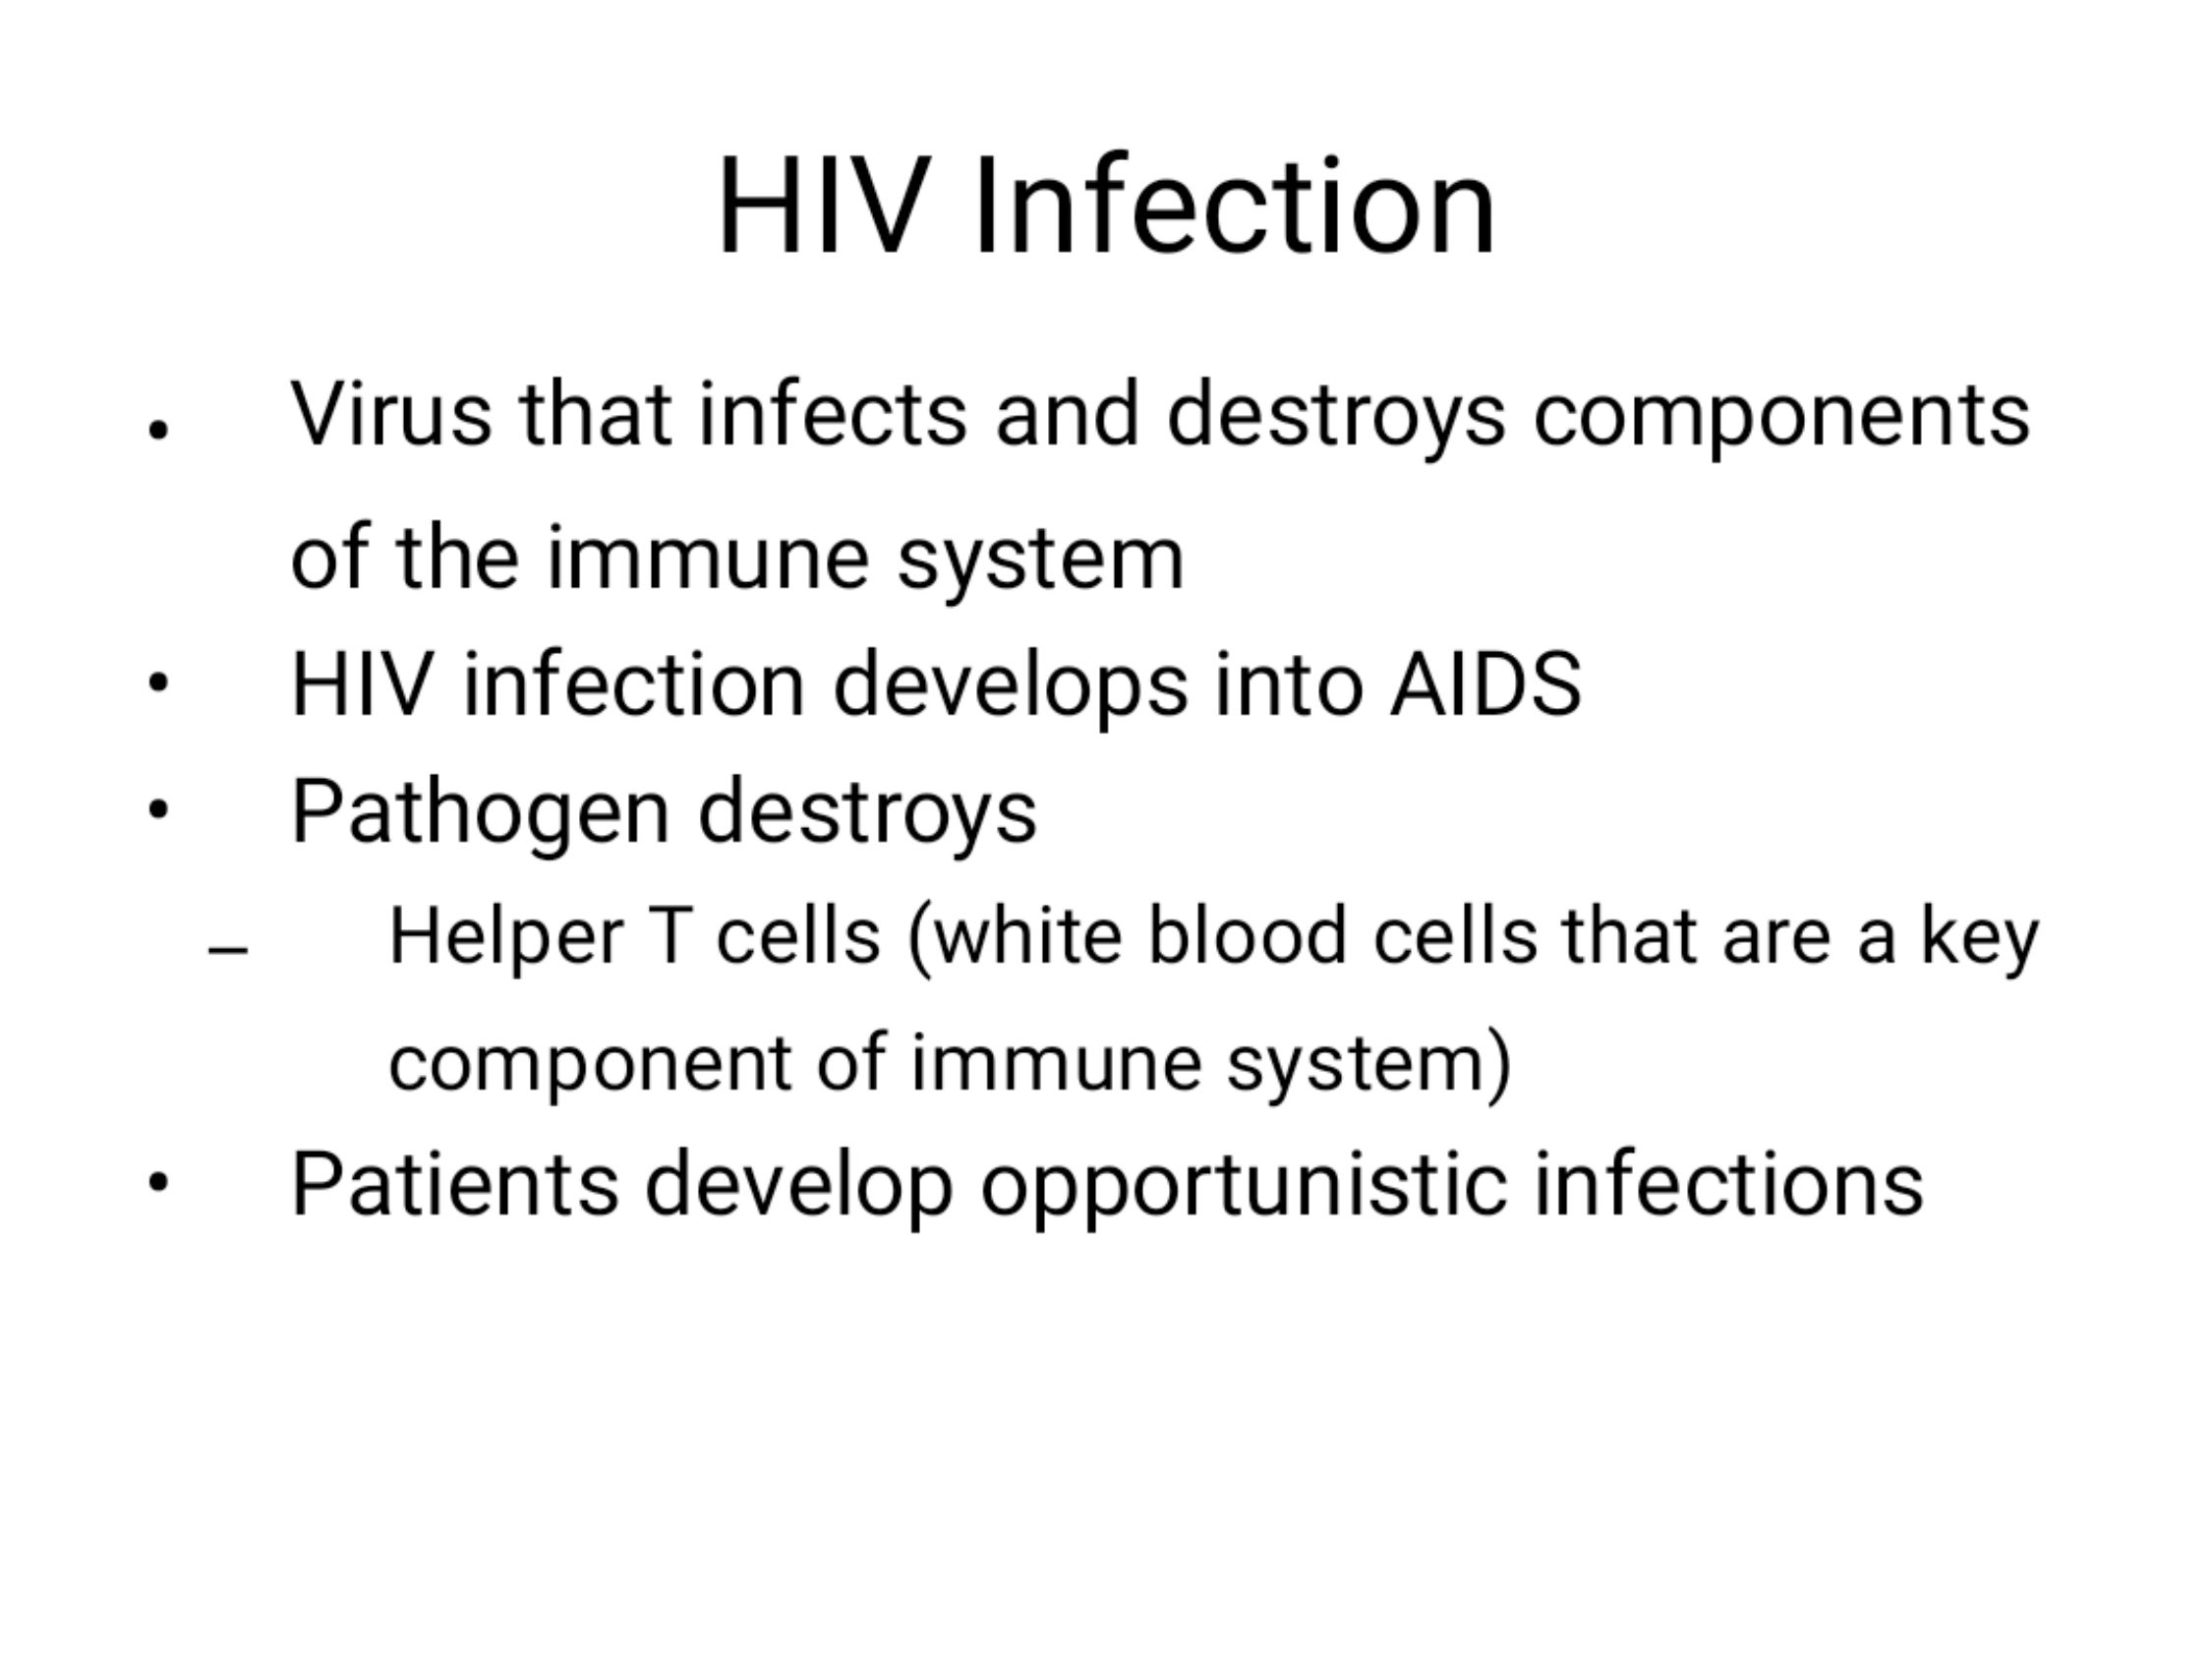 HIV Infection
• Virus that infects and destroys components
of the immune system
• HIV infection develops into AIDS
• Pathogen destroys
– Helper T cells (white blood cells that are a key
component of immune system)
• Patients develop opportunistic infections